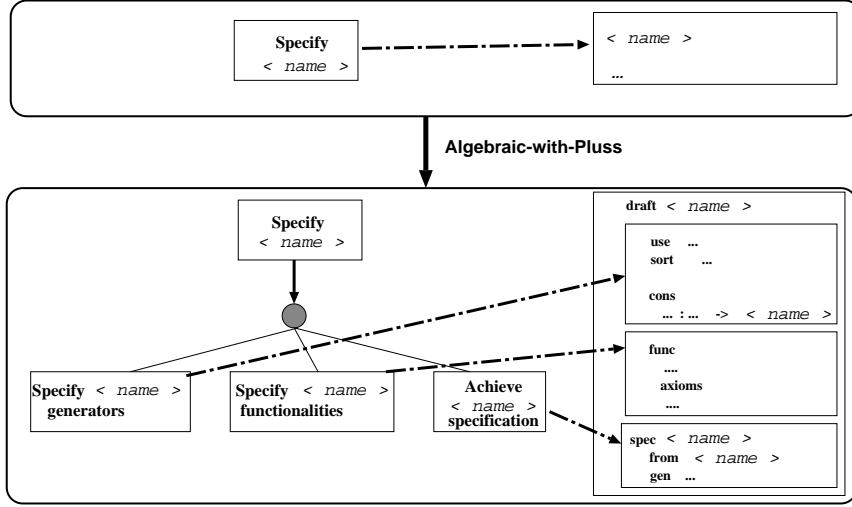 Specify
< name >
< name >
...
Algebraic-with-Pluss
Specify
< name >
draft < name >
use ...
sort ...
cons
... : ... -> < name >
func
....
axioms
....
Specify < name >
generators
Specify < name >
functionalities
Achieve
< name >
specification
spec < name >
from < name >
gen ...